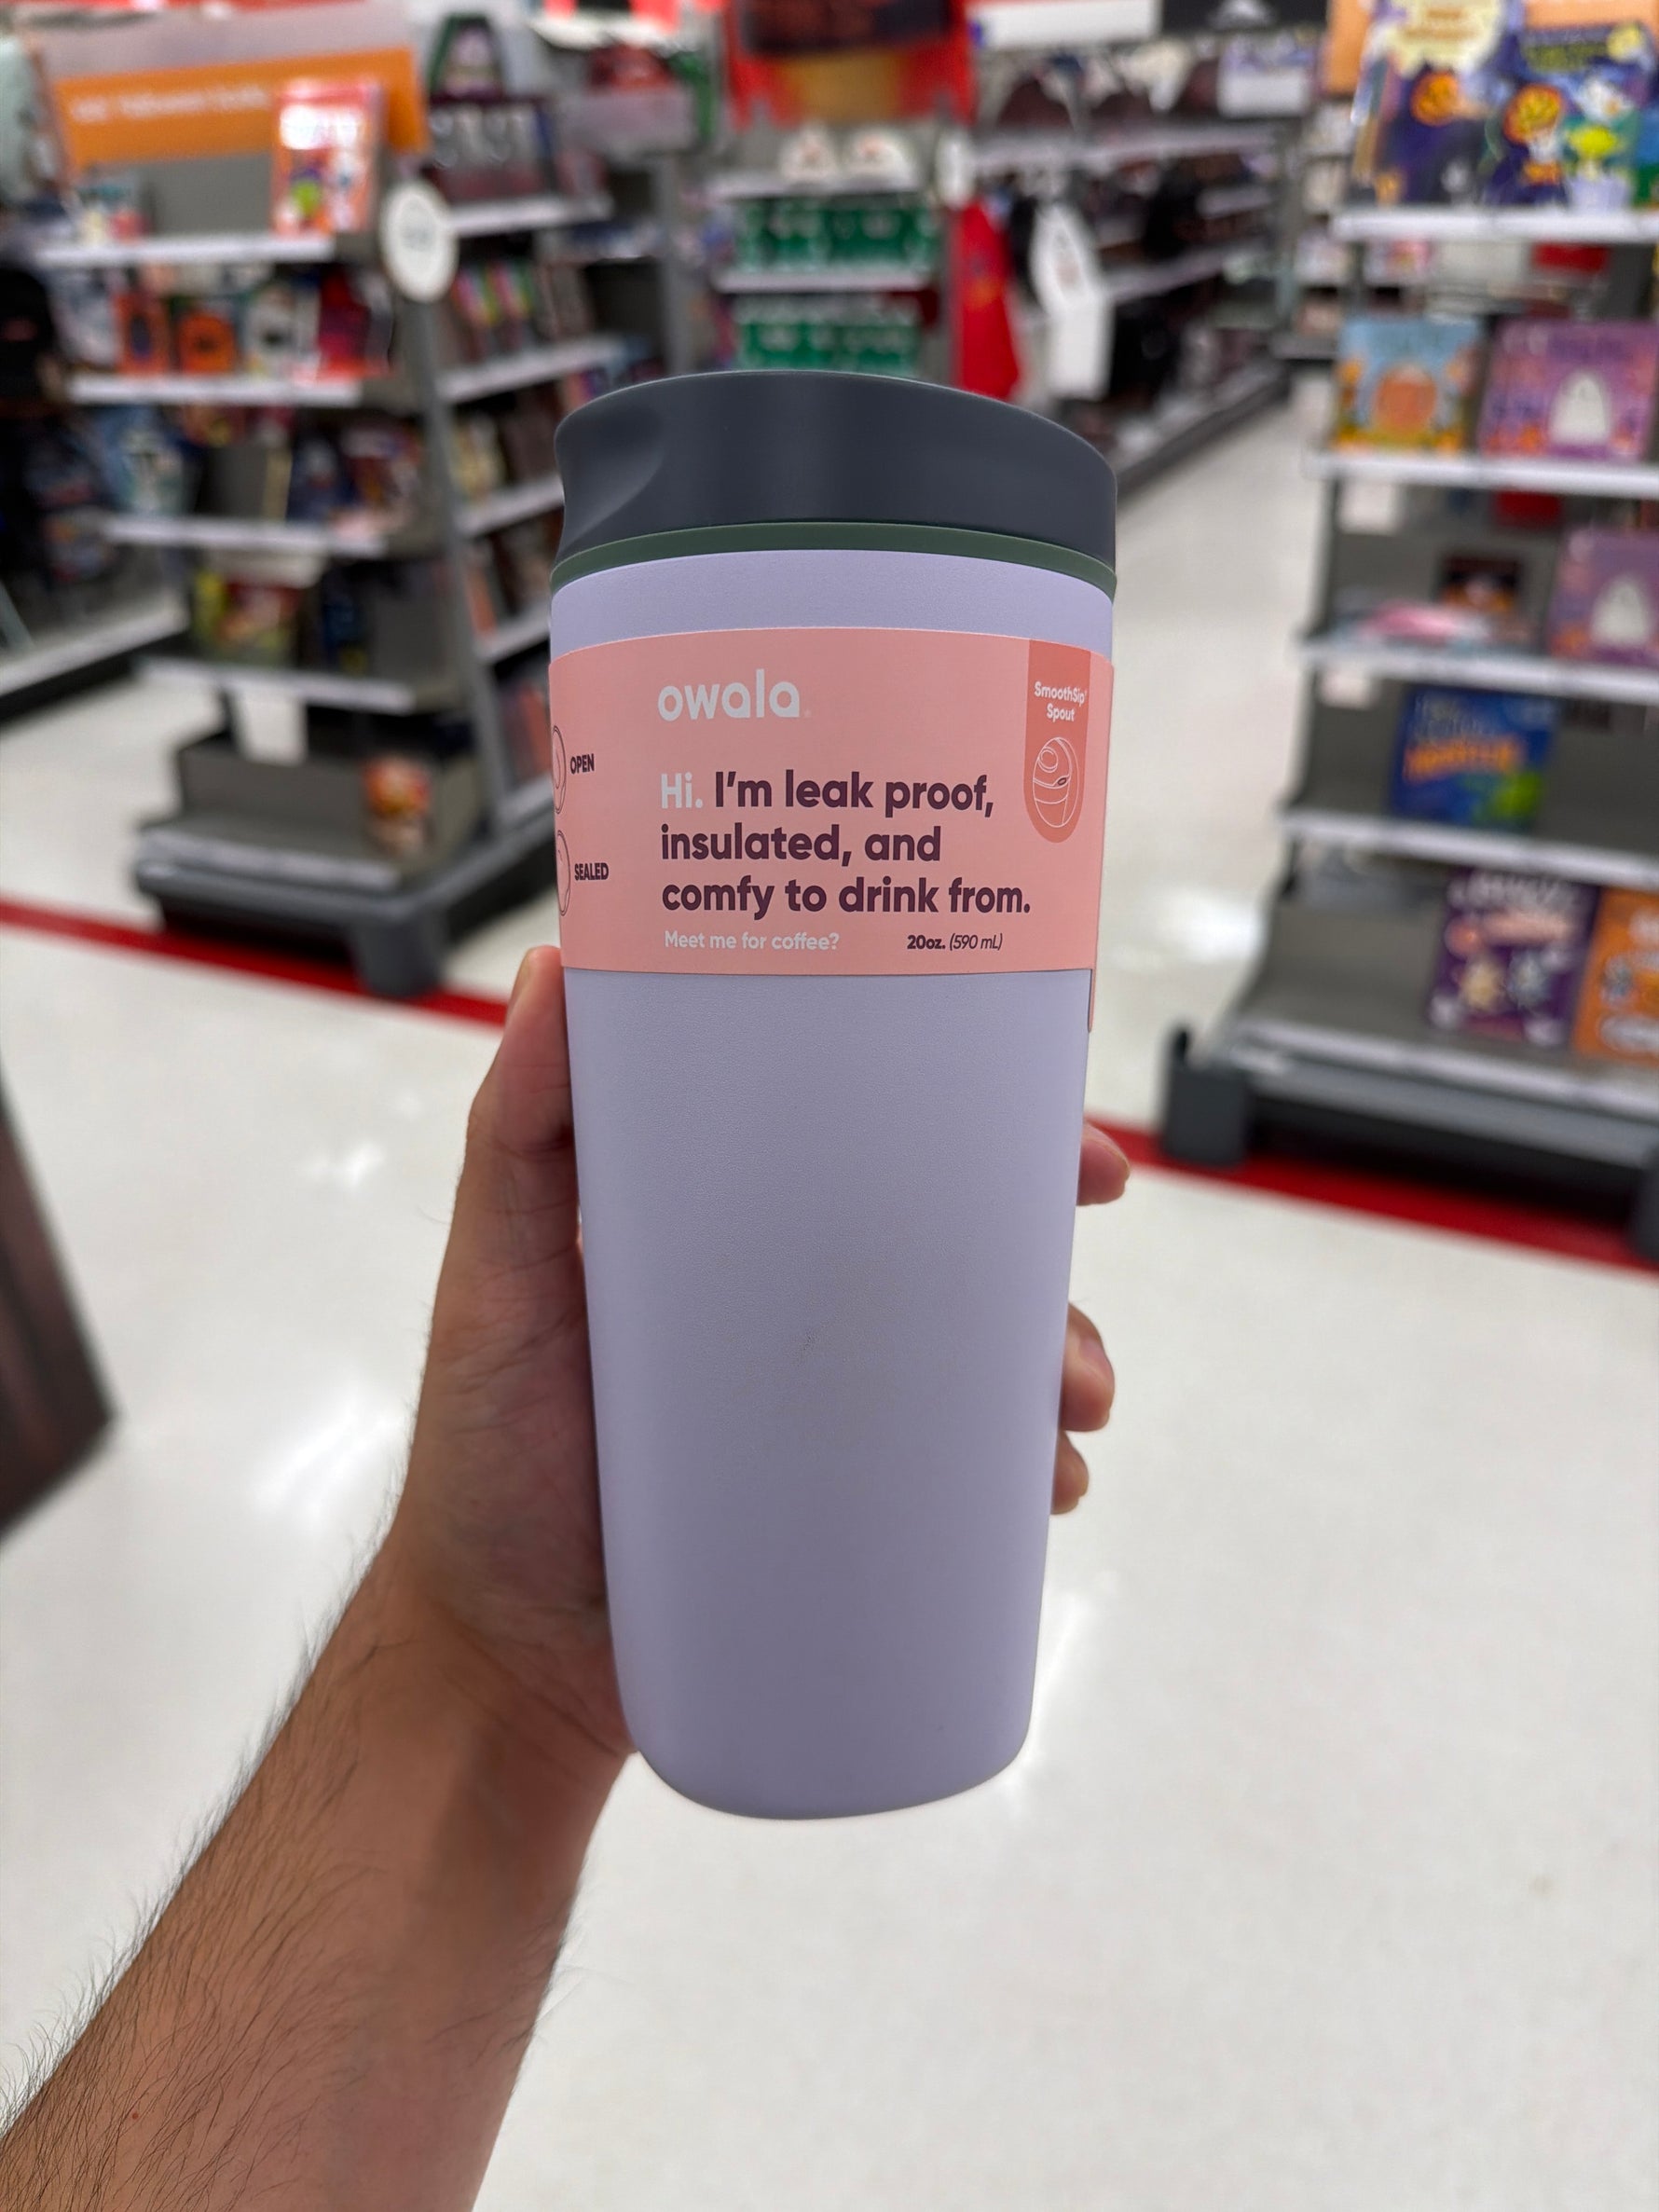 owala
SmoothSip
Spout
OPEN
SEALED
Hi. I'm leak proof,
insulated, and
comfy to drink from.
Meet me for coffee? 20oz. (590 mL)